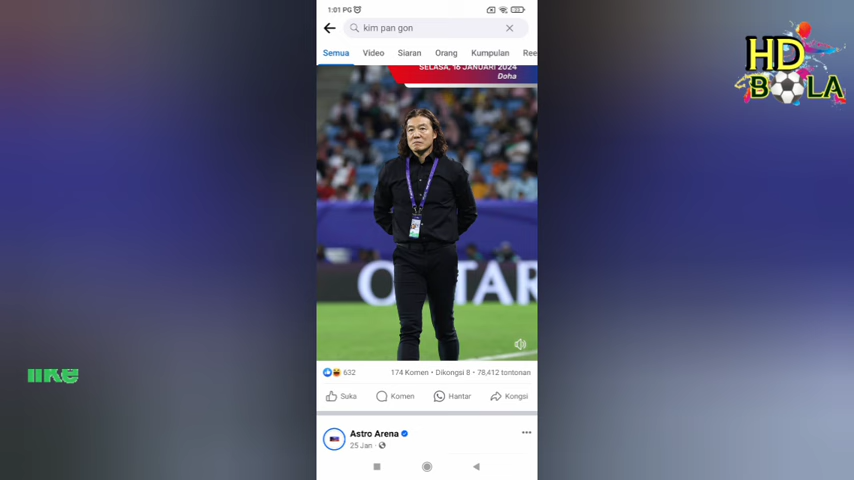 1:01 PG
kim pan gon
Semua Video Siaran Orang Kumpulan Ree
SELASA, 16 JANUARI 2024
Doha
HD
BOLA
QATAR
632 174 Komen • Dikongsi 8 • 78,412 tontonan
Suka Komen Hantar Kongsi
like
Astro Arena
25 Jan